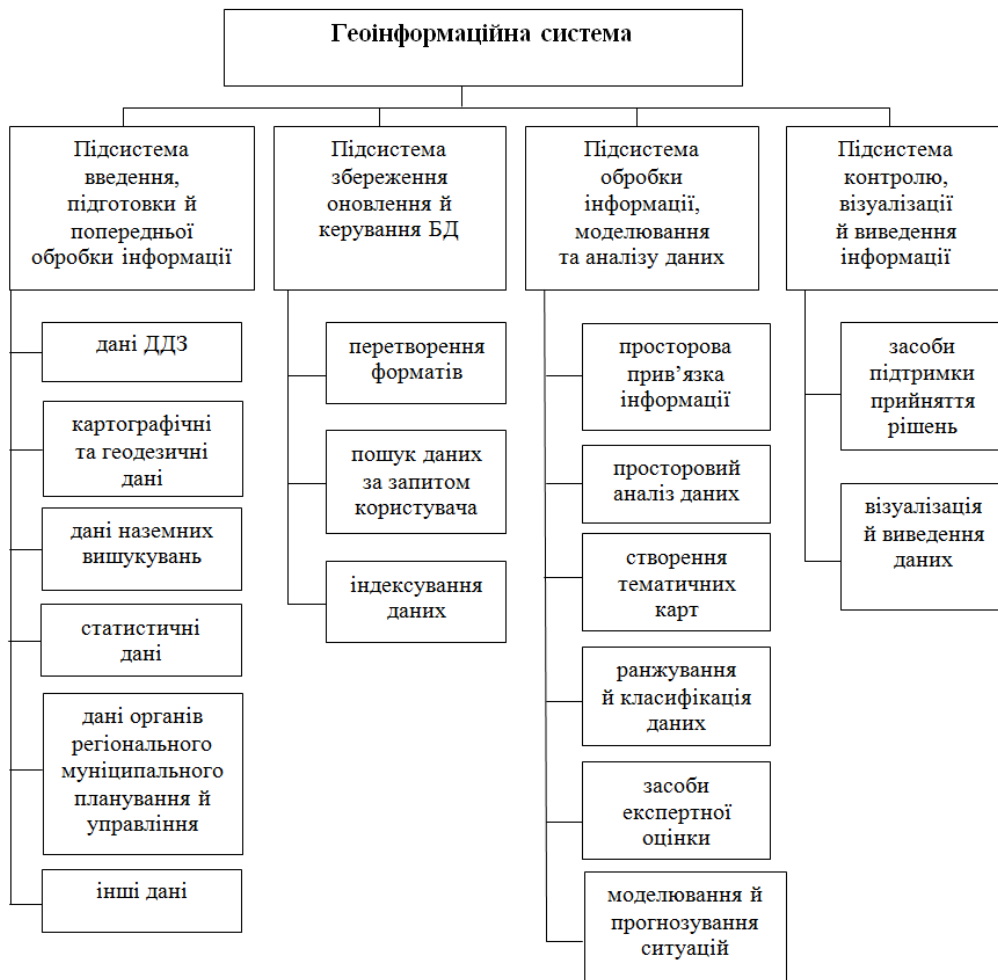 Геоінформаційна система
Підсистема
введення,
підготовки й
попередньої
обробки інформації
Підсистема
збереження
оновлення й
керування БД
Підсистема
обробки
інформації,
моделювання
та аналізу даних
Підсистема
контролю,
візуалізації
й виведення
інформації
дані ДДЗ
картографічні
та геодезичні
дані
дані наземних
вишукувань
статистичні
дані
дані органів
регіонального
муніципального
планування й
управління
інші дані
перетворення
форматів
пошук даних
за запитом
користувача
індексування
даних
просторова
прив’язка
інформації
просторовий
аналіз даних
створення
тематичних
карт
ранжування
й класифікація
даних
засоби
експертної
оцінки
моделювання й
прогнозування
ситуацій
засоби
підтримки
прийняття
рішень
візуалізація
й виведення
даних